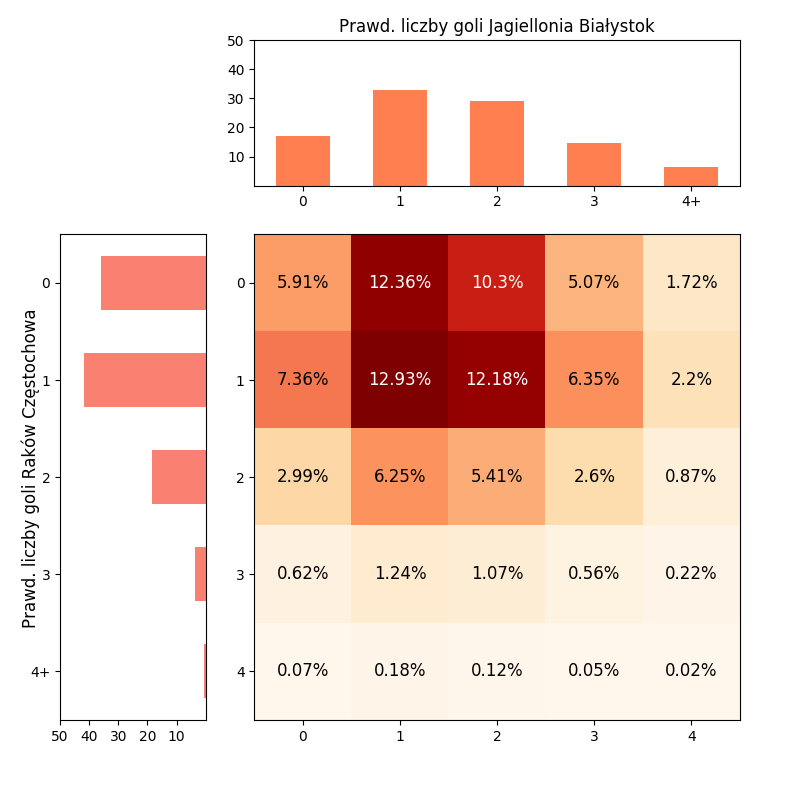 Prawd. liczby goli Jagiellonia Białystok
50
40
30
20
10
0 1 2 3 4+
Prawd. liczby goli Raków Częstochowa
0
1
2
3
4+
50 40 30 20 10
0 5.91% 12.36% 10.3% 5.07% 1.72%
1 7.36% 12.93% 12.18% 6.35% 2.2%
2 2.99% 6.25% 5.41% 2.6% 0.87%
3 0.62% 1.24% 1.07% 0.56% 0.22%
4 0.07% 0.18% 0.12% 0.05% 0.02%
0 1 2 3 4